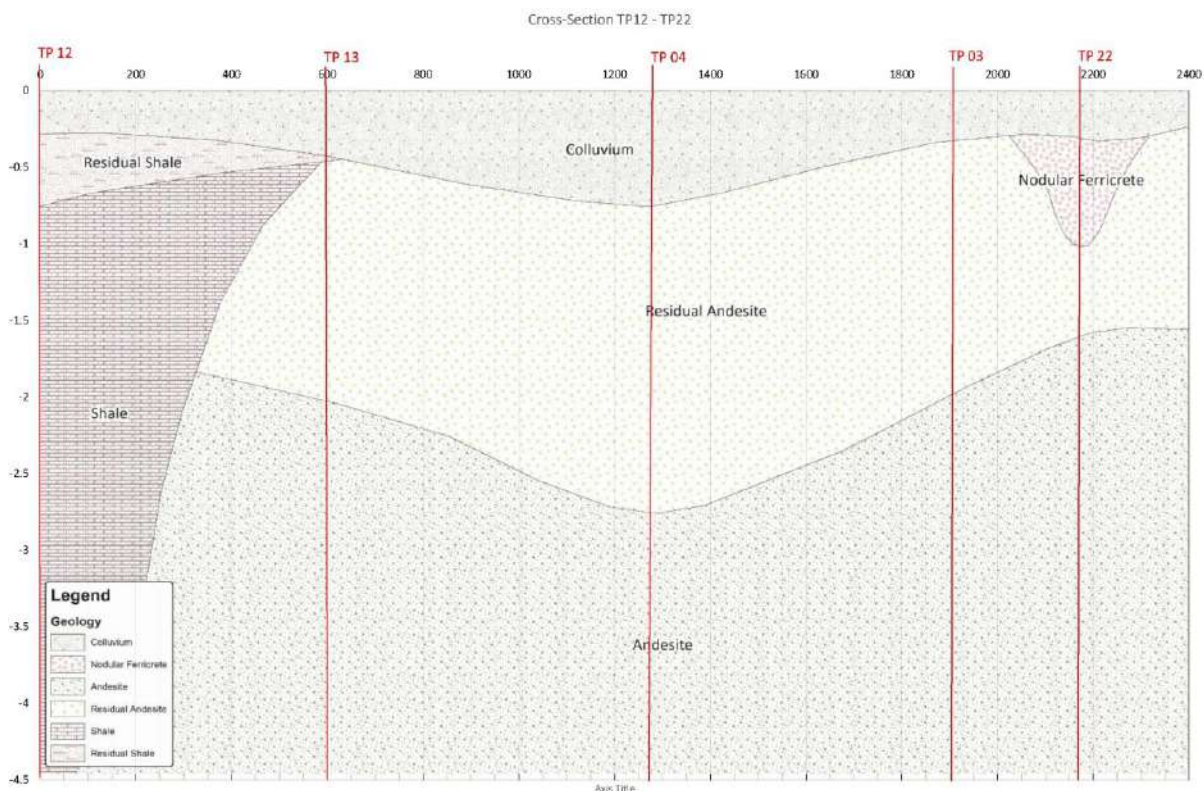 Cross-Section TP12 - TP22
TP 12 TP 13 TP 04 TP 03 TP 22
0 200 400 600 800 1000 1200 1400 1600 1800 2000 2200 2400
0
-0.5
-1
-1.5
-2
-2.5
-3
-3.5
-4
-4.5
Colluvium
Residual Shale
Nodular Ferricrete
Residual Andesite
Shale
Andesite
Legend
Geology
Colluvium
Nodular Ferricrete
Andesite
Residual Andesite
Shale
Residual Shale
Axis Title